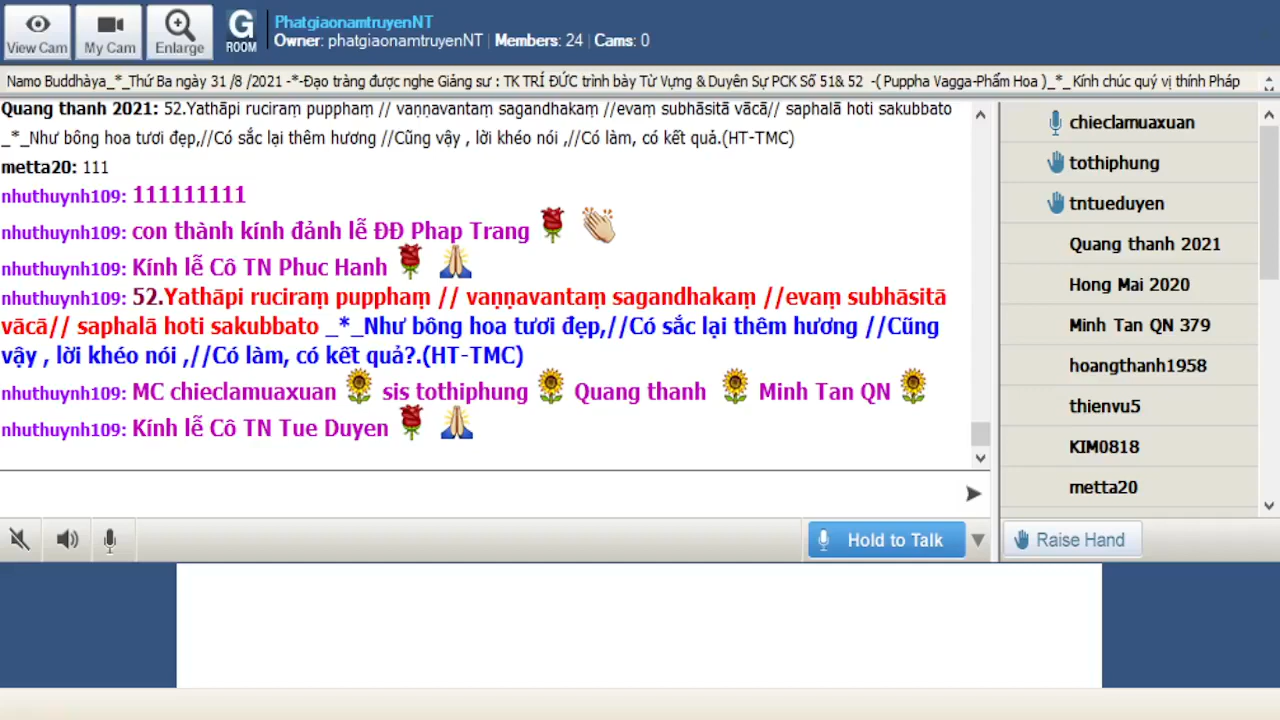 View Cam
My Cam
Enlarge
G
ROOM
PhatgiaonamtruyenNT
Owner: phatgiaonamtruyenNT | Members: 24 | Cams: 0
Namo Buddhàya_*_Thứ Ba ngày 31 /8 /2021 -*-Đạo tràng được nghe Giảng sư : TK TRÍ ĐỨC trình bày Từ Vựng & Duyên Sự PCK Số 51& 52 -( Puppha Vagga-Phẩm Hoa )_*_ Kính chúc quý vị thính Pháp
Quang thanh 2021: 52.Yathāpi ruciraṃ pupphaṃ // vaṇṇavantaṃ sagandhakaṃ //evaṃ subhāsitā vācā// saphalā hoti sakubbato
_*_Như bông hoa tươi đẹp,//Có sắc lại thêm hương //Cũng vậy , lời khéo nói ,//Có làm, có kết quả.(HT-TMC)
metta20: 111
nhuthuynh109: 111111111
nhuthuynh109: con thành kính đảnh lễ ĐĐ Phap Trang
nhuthuynh109: Kính lễ Cô TN Phuc Hanh
nhuthuynh109: 52.Yathāpi ruciraṃ pupphaṃ // vaṇṇavantaṃ sagandhakaṃ //evaṃ subhāsitā
vācā// saphalā hoti sakubbato _*_Như bông hoa tươi đẹp,//Có sắc lại thêm hương //Cũng
vậy , lời khéo nói ,//Có làm, có kết quả?.(HT-TMC)
nhuthuynh109: MC chieclamuaxuan sis tothiphung Quang thanh Minh Tan QN
nhuthuynh109: Kính lễ Cô TN Tue Duyen
chieclamuaxuan
tothiphung
tntueduyen
Quang thanh 2021
Hong Mai 2020
Minh Tan QN 379
hoangthanh1958
thienvu5
KIM0818
metta20
Hold to Talk
Raise Hand